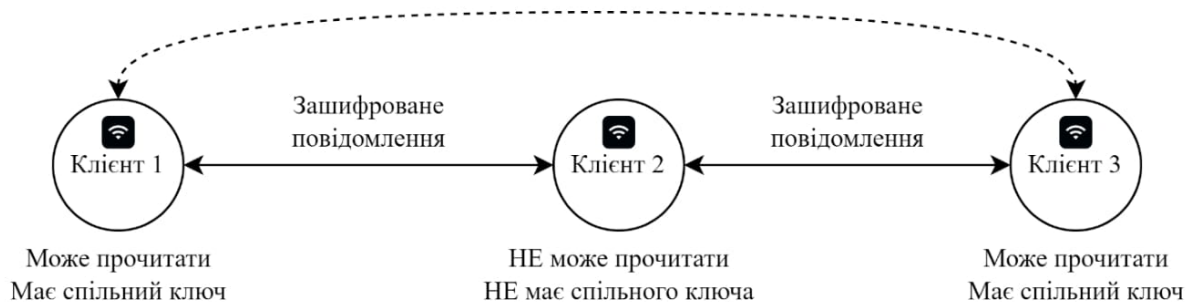 Зашифроване
повідомлення
Зашифроване
повідомлення
Клієнт 1
Клієнт 2
Клієнт 3
Може прочитати
Має спільний ключ
НЕ може прочитати
НЕ має спільного ключа
Може прочитати
Має спільний ключ